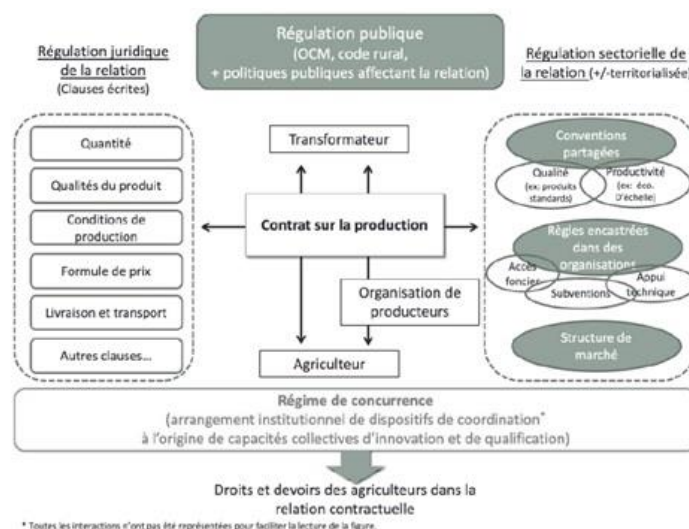 Régulation publique
(OCM, code rural,
+ politiques publiques affectant la relation)
Régulation juridique
de la relation
(Clauses écrites)
Quantité
Qualités du produit
Conditions de
production
Formule de prix
Livraison et transport
Autres clauses...
Transformateur
Contrat sur la production
Organisation de
producteurs
Agriculteur
Régulation sectorielle de
la relation (+/-territorialisée)
Conventions
partagées
Qualité
(ex: produits
standards)
Productivité
(ex: éco.
D'échelle)
Règles encastrées
dans des
organisations
Accès
foncier
Subventions
Appui
technique
Structure de
marché
Régime de concurrence
(arrangement institutionnel de dispositifs de coordination*
à l'origine de capacités collectives d'innovation et de qualification)
Droits et devoirs des agriculteurs dans la
relation contractuelle
* Toutes les interactions n'ont pas été représentées pour faciliter la lecture de la figure.